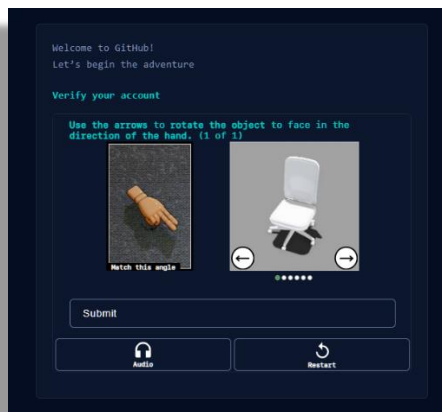 Welcome to GitHub!
Let's begin the adventure
Verify your account
Use the arrows to rotate the object to face in the
direction of the hand. (1 of 1)
Match this angle
Submit
Audio
Restart